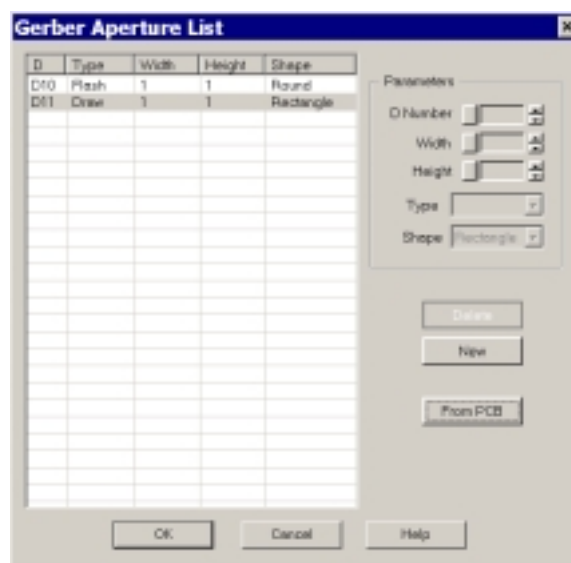 Gerber Aperture List
D Type Width Height Shape
D10 Flash 1 1 Round
D11 Draw 1 1 Rectangle
Parameters
D Number
Width
Height
Type
Shape Rectangle
Delete
New
From PCB
OK Cancel Help